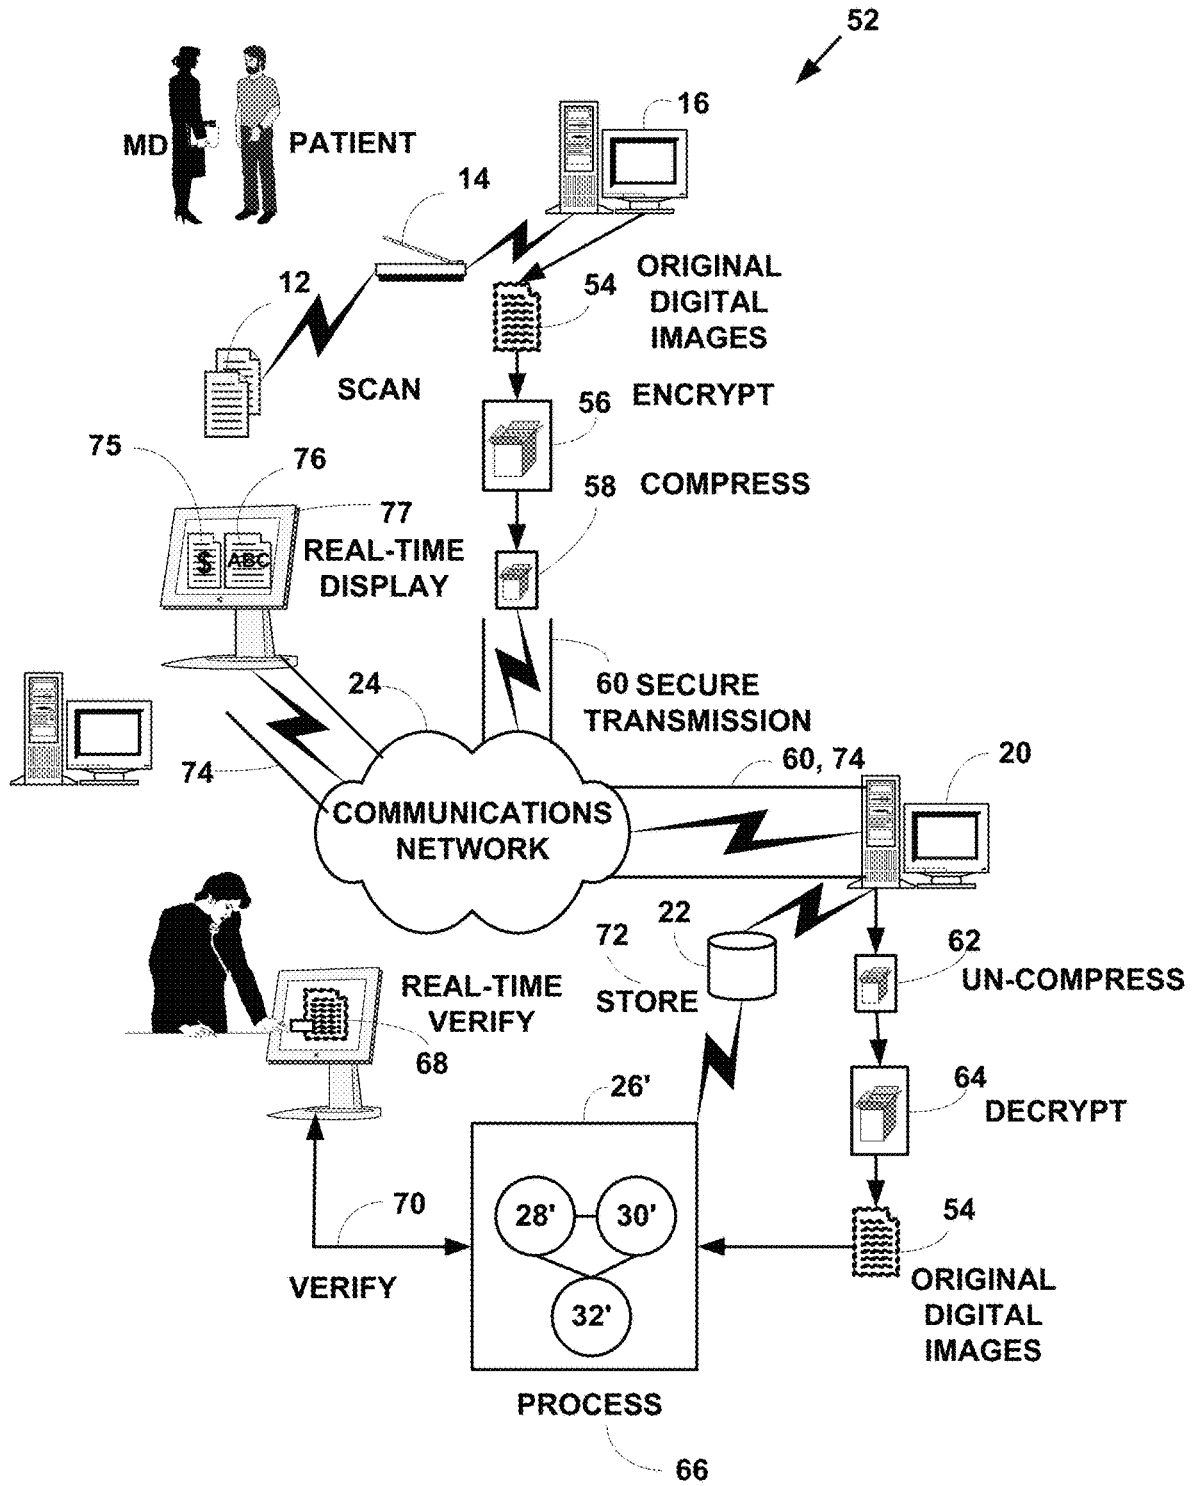 52
16
MD
PATIENT
14
12
54
ORIGINAL
DIGITAL
IMAGES
SCAN
56
ENCRYPT
75
76
58
COMPRESS
77
$
ABC
REAL-TIME
DISPLAY
24
60 SECURE
TRANSMISSION
74
60, 74
20
COMMUNICATIONS
NETWORK
22
72
STORE
62
UN-COMPRESS
REAL-TIME
VERIFY
68
26'
64
DECRYPT
70
28'
30'
54
VERIFY
32'
ORIGINAL
DIGITAL
IMAGES
PROCESS
66